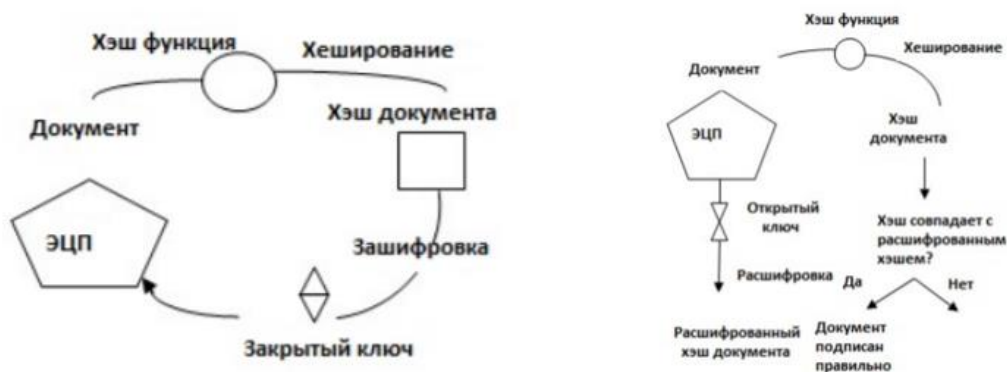 Хэш функция
Хеширование
Документ
Хэш документа
ЭЦП
Зашифровка
Закрытый ключ
Хэш функция
Хеширование
Документ
Хэш
документа
ЭЦП
Открытый
ключ
Хэш совпадает с
расшифрованным
хэшем?
Расшифровка
Да
Нет
Расшифрованный
хэш документа
Документ
подписан
правильно